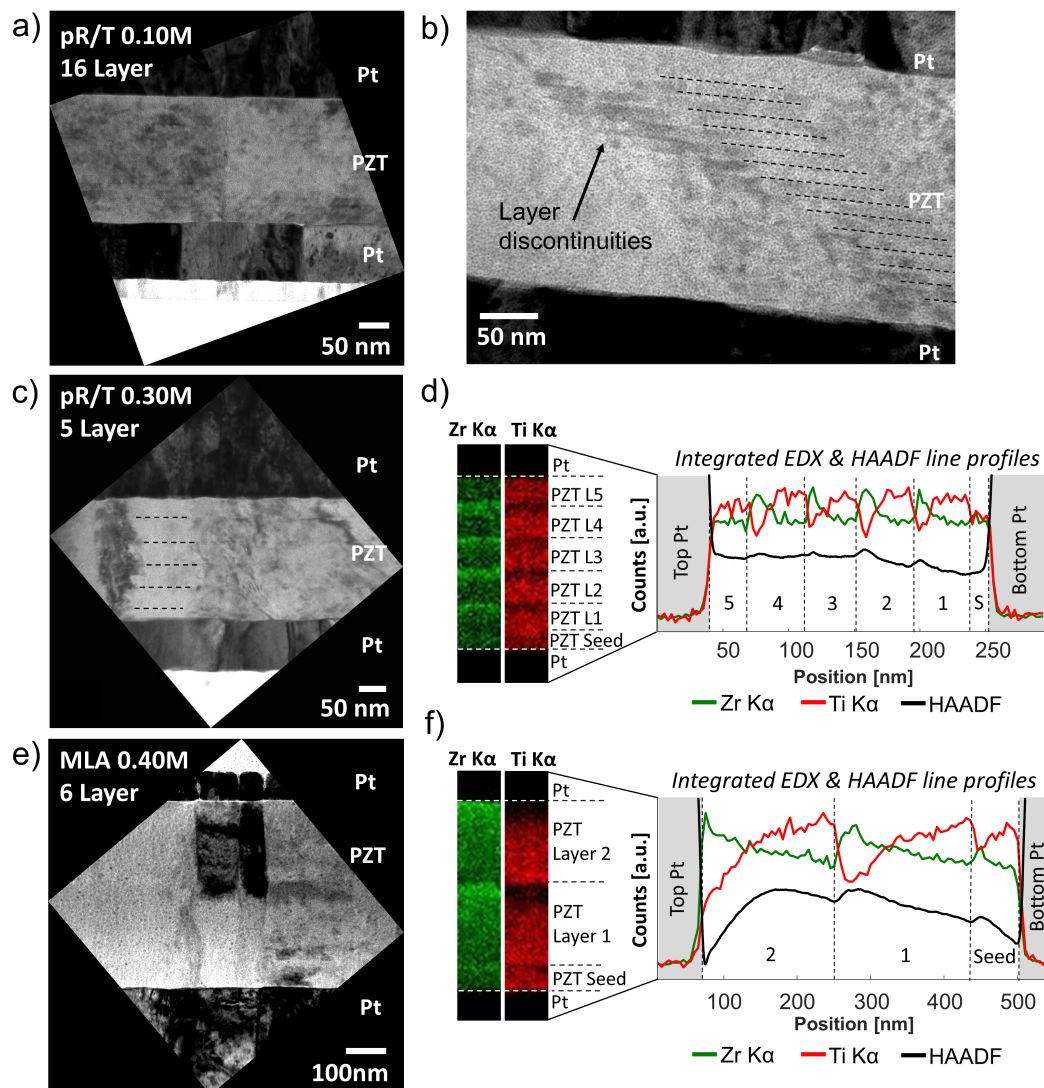 a)
pR/T 0.10M
16 Layer
Pt
PZT
Pt
50 nm
b)
Pt
Layer
discontinuities
PZT
50 nm
Pt
c)
pR/T 0.30M
5 Layer
Pt
PZT
Pt
50 nm
d)
Zr Kα Ti Kα
Pt
PZT L5
PZT L4
PZT L3
PZT L2
PZT L1
PZT Seed
Pt
Integrated EDX & HAADF line profiles
Counts [a.u.]
Top Pt
5 4 3 2 1 S
Bottom Pt
50 100 150 200 250
Position [nm]
Zr Kα Ti Kα HAADF
e)
MLA 0.40M
6 Layer
Pt
PZT
Pt
100nm
f)
Zr Kα Ti Kα
Pt
PZT
Layer 2
PZT
Layer 1
PZT Seed
Pt
Integrated EDX & HAADF line profiles
Counts [a.u.]
Top Pt
2 1 Seed
Bottom Pt
100 200 300 400 500
Position [nm]
Zr Kα Ti Kα HAADF